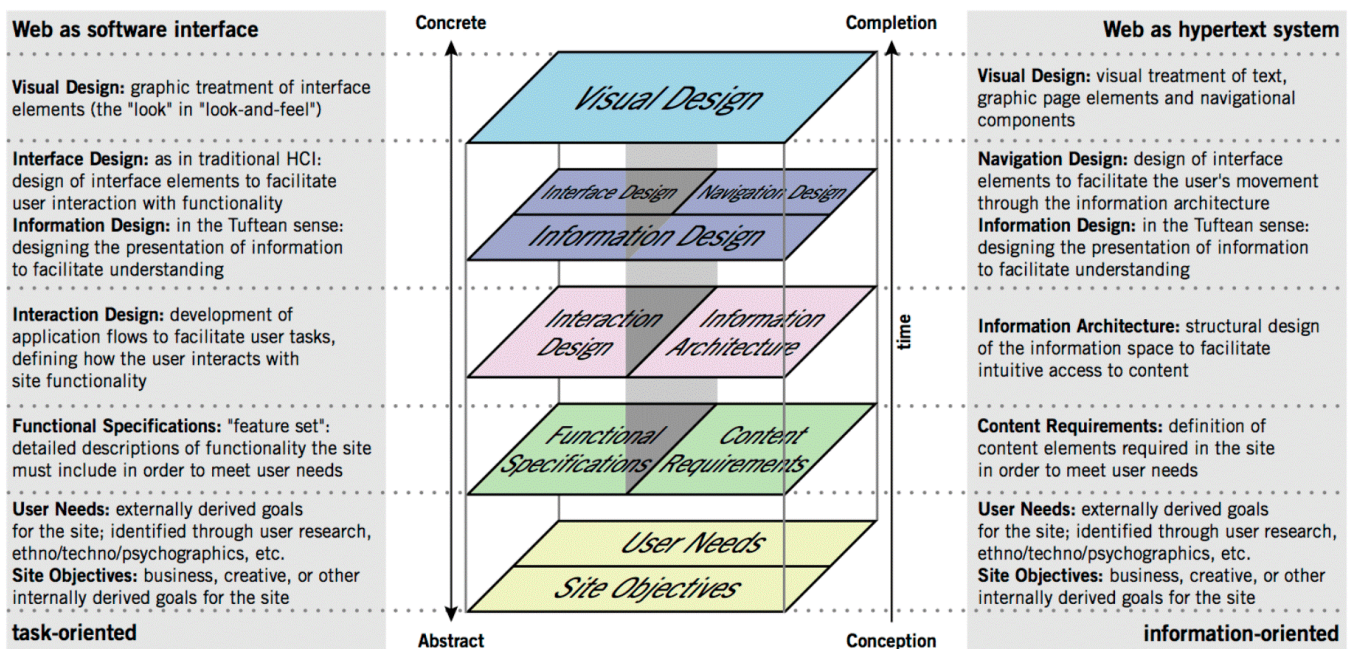 Web as software interface
Visual Design: graphic treatment of interface
elements (the "look" in "look-and-feel")
Interface Design: as in traditional HCI:
design of interface elements to facilitate
user interaction with functionality
Information Design: in the Tuftean sense:
designing the presentation of information
to facilitate understanding
Interaction Design: development of
application flows to facilitate user tasks,
defining how the user interacts with
site functionality
Functional Specifications: "feature set":
detailed descriptions of functionality the site
must include in order to meet user needs
User Needs: externally derived goals
for the site; identified through user research,
ethno/techno/psychographics, etc.
Site Objectives: business, creative, or other
internally derived goals for the site
task-oriented
Concrete
Completion
Visual Design
Interface Design
Navigation Design
Information Design
Interaction
Design
Information
Architecture
Functional
Specifications
Content
Requirements
User Needs
Site Objectives
time
Abstract
Conception
Web as hypertext system
Visual Design: visual treatment of text,
graphic page elements and navigational
components
Navigation Design: design of interface
elements to facilitate the user's movement
through the information architecture
Information Design: in the Tuftean sense:
designing the presentation of information
to facilitate understanding
Information Architecture: structural design
of the information space to facilitate
intuitive access to content
Content Requirements: definition of
content elements required in the site
in order to meet user needs
User Needs: externally derived goals
for the site; identified through user research,
ethno/techno/psychographics, etc.
Site Objectives: business, creative, or other
internally derived goals for the site
information-oriented